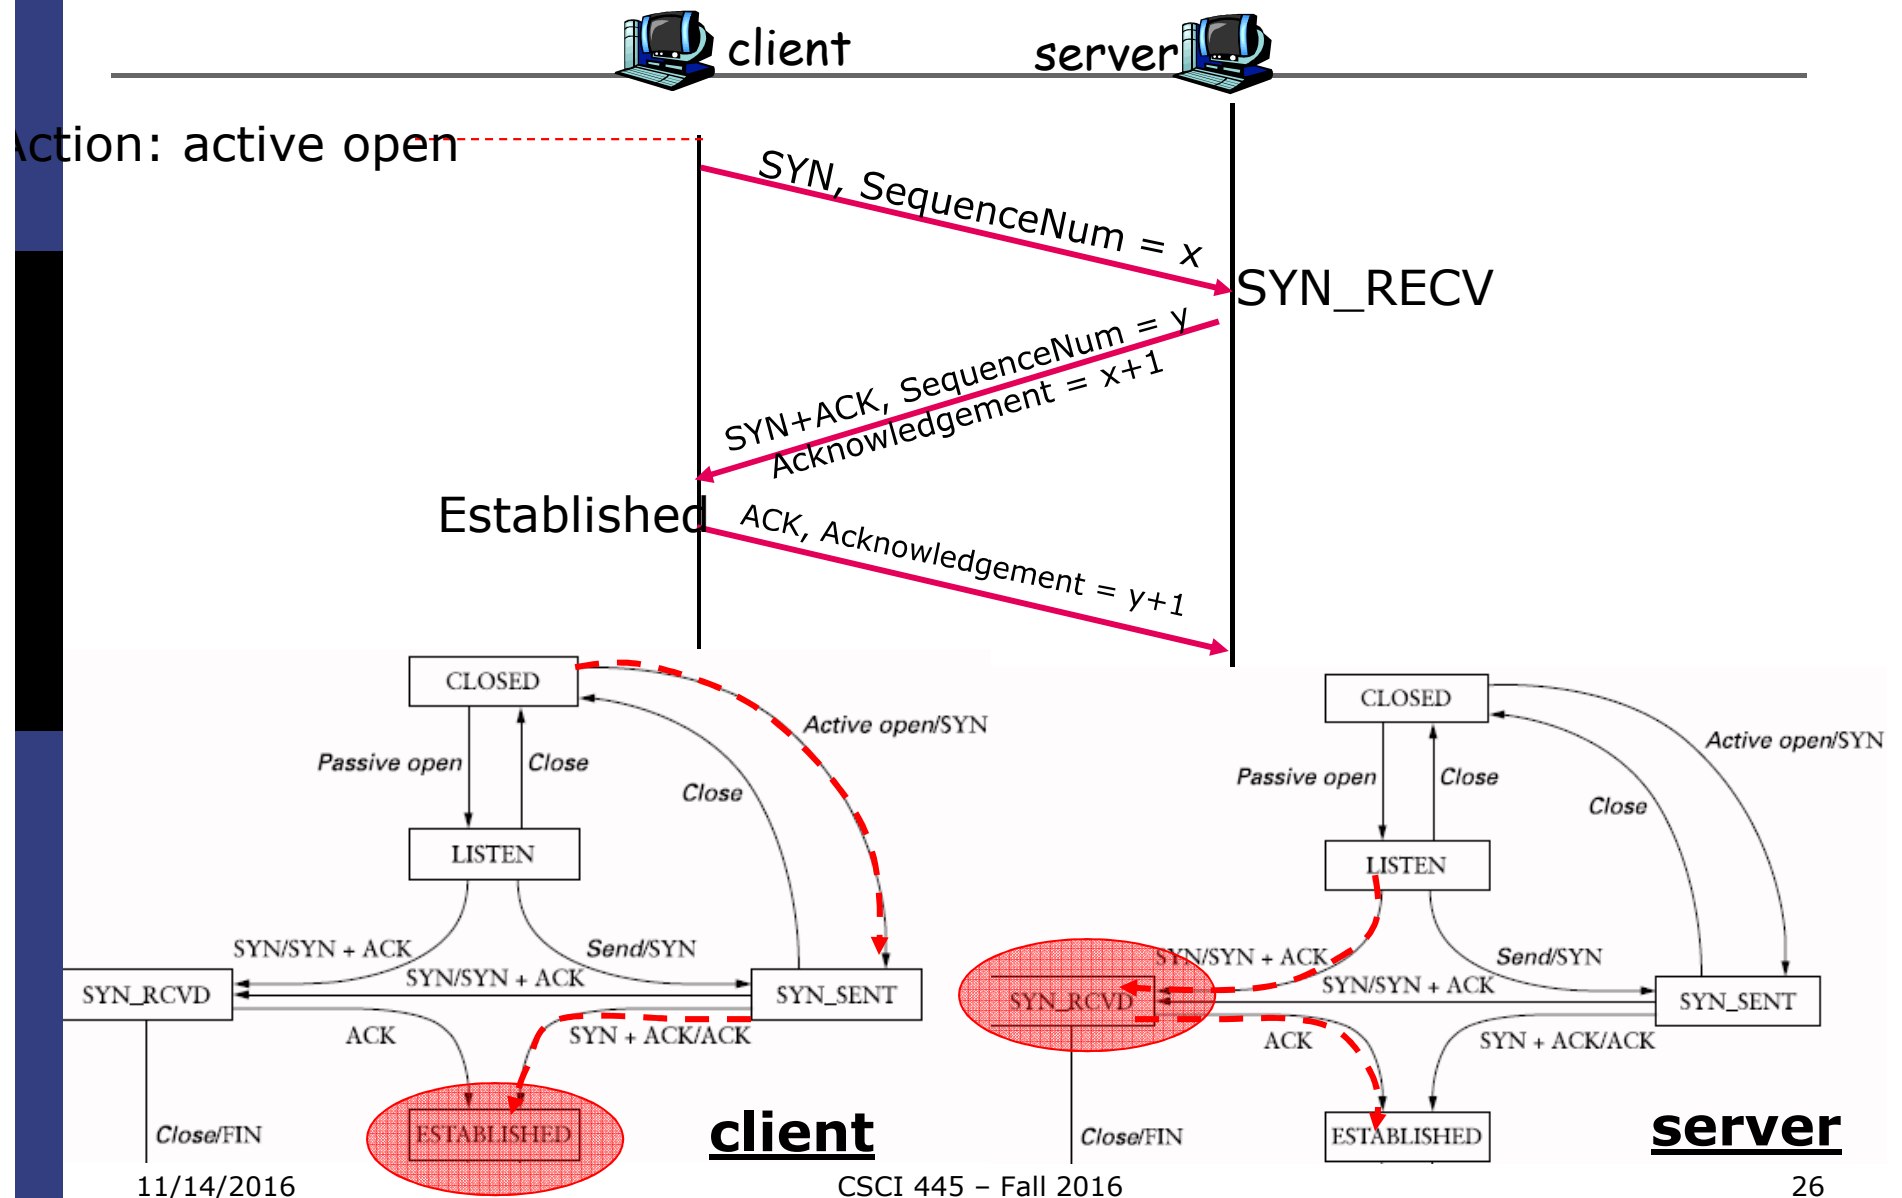 client
server
Action: active open
SYN, SequenceNum = x
SYN_RECV
SYN+ACK, SequenceNum = y
Acknowledgement = x+1
Established
ACK, Acknowledgement = y+1
CLOSED
Active open/SYN
Passive open
Close
Close
LISTEN
SYN/SYN + ACK
Send/SYN
SYN/SYN + ACK
SYN_RCVD
SYN_SENT
ACK
SYN + ACK/ACK
Close/FIN
ESTABLISHED
client
CLOSED
Active open/SYN
Passive open
Close
Close
LISTEN
SYN/SYN + ACK
Send/SYN
SYN/SYN + ACK
SYN_RCVD
SYN_SENT
ACK
SYN + ACK/ACK
Close/FIN
ESTABLISHED
server
11/14/2016
CSCI 445 – Fall 2016
26